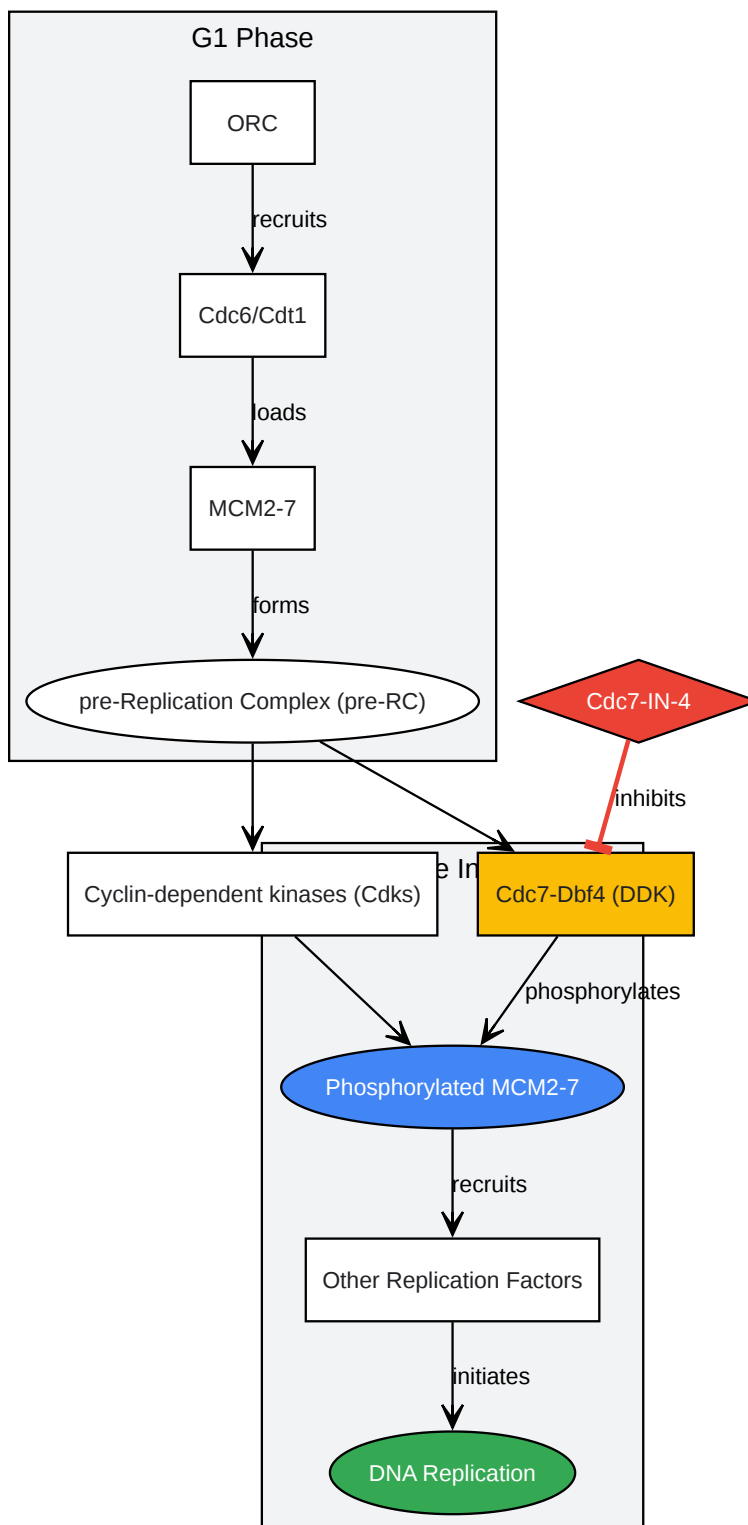 G1 Phase
ORC
recruits
Cdc6/Cdt1
loads
MCM2-7
forms
pre-Replication Complex (pre-RC)
Cdc7-IN-4
inhibits
Cyclin-dependent kinases (Cdks)
Cdc7-Dbf4 (DDK)
phosphorylates
Phosphorylated MCM2-7
recruits
Other Replication Factors
initiates
DNA Replication